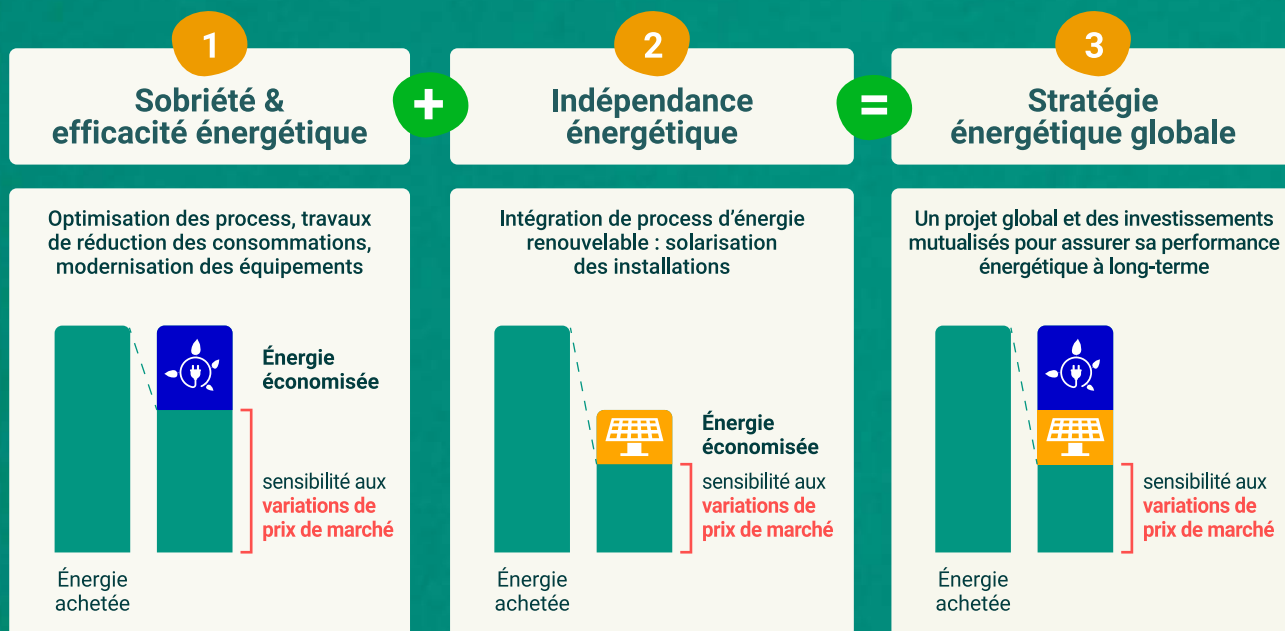 1
Sobriété &
efficacité énergétique
+
2
Indépendance
énergétique
=
3
Stratégie
énergétique globale
Optimisation des process, travaux
de réduction des consommations,
modernisation des équipements
Énergie
économisée
sensibilité aux
variations de
prix de marché
Énergie
achetée
Intégration de process d'énergie
renouvelable : solarisation
des installations
Énergie
économisée
sensibilité aux
variations de
prix de marché
Énergie
achetée
Un projet global et des investissements
mutualisés pour assurer sa performance
énergétique à long-terme
sensibilité aux
variations de
prix de marché
Énergie
achetée